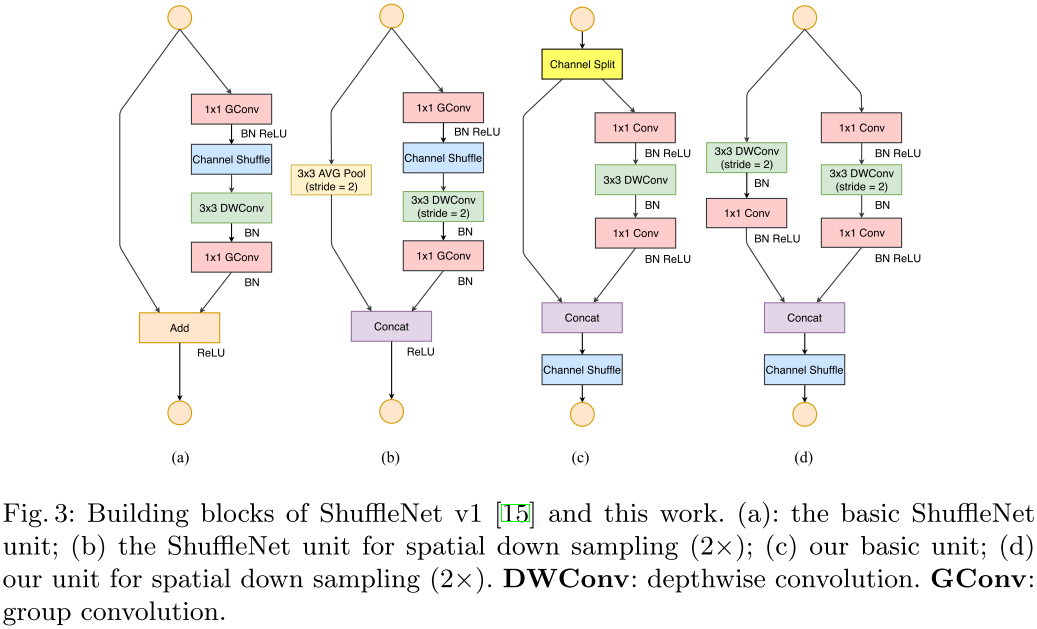 1x1 GConv
BN ReLU
Channel Shuffle
3x3 DWConv
BN
1x1 GConv
BN
Add
ReLU
(a)
1x1 GConv
BN ReLU
Channel Shuffle
3x3 AVG Pool
(stride = 2)
3x3 DWConv
(stride = 2)
BN
1x1 GConv
BN
Concat
ReLU
(b)
Channel Split
1x1 Conv
BN ReLU
3x3 DWConv
BN
1x1 Conv
BN ReLU
Concat
Channel Shuffle
(c)
3x3 DWConv
(stride = 2)
BN
1x1 Conv
BN ReLU
1x1 Conv
BN ReLU
3x3 DWConv
(stride = 2)
BN
1x1 Conv
BN ReLU
Concat
Channel Shuffle
(d)
Fig. 3: Building blocks of ShuffleNet v1 [15] and this work. (a): the basic ShuffleNet
unit; (b) the ShuffleNet unit for spatial down sampling (2×); (c) our basic unit; (d)
our unit for spatial down sampling (2×). DWConv: depthwise convolution. GConv:
group convolution.